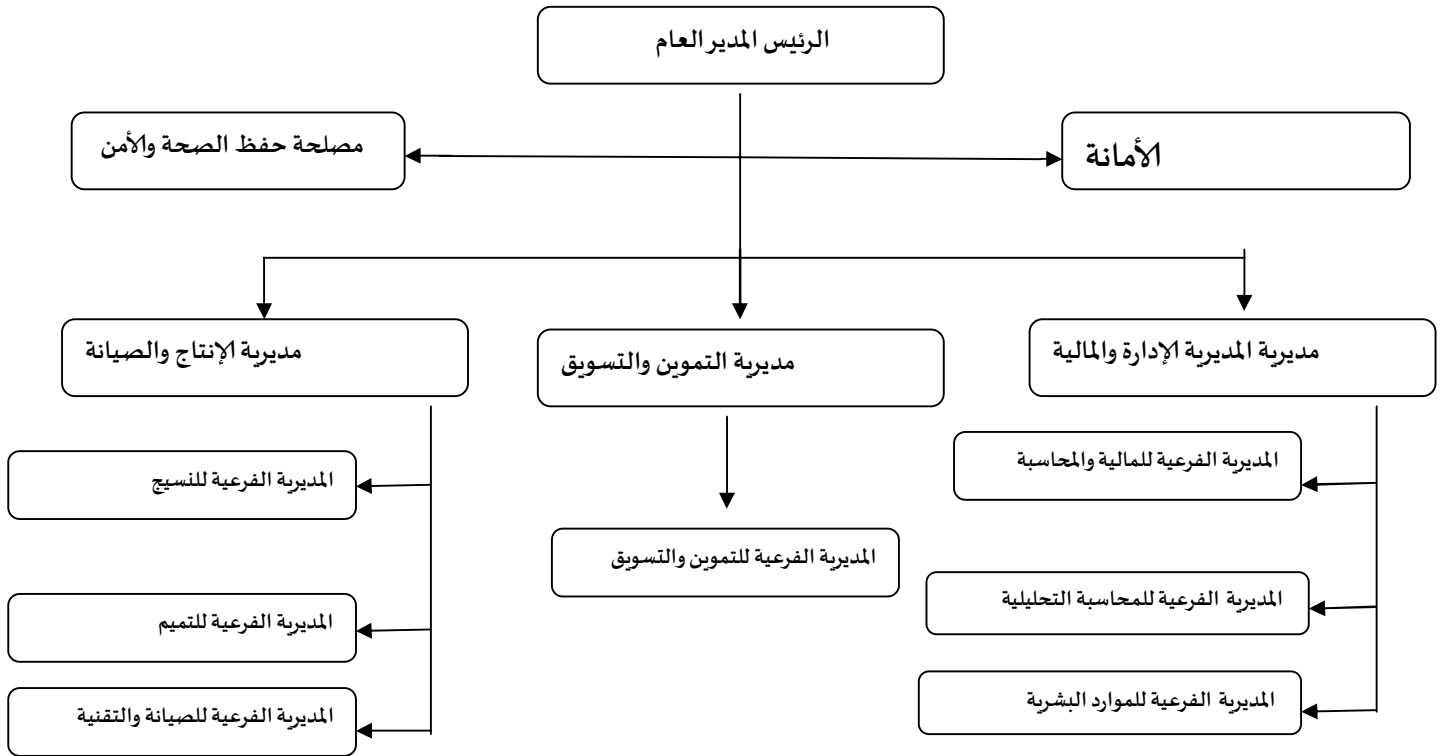 الرئيس المدير العام
الأمانة
مصلحة حفظ الصحة والأمن
مديرية المديرية الإدارة والمالية
مديرية التموين والتسويق
مديرية الإنتاج والصيانة
المديرية الفرعية للمالية والمحاسبة
المديرية الفرعية للنسيج
المديرية الفرعية للتموين والتسويق
المديرية الفرعية للمحاسبة التحليلية
المديرية الفرعية للتميم
المديرية الفرعية للموارد البشرية
المديرية الفرعية للصيانة والتقنية